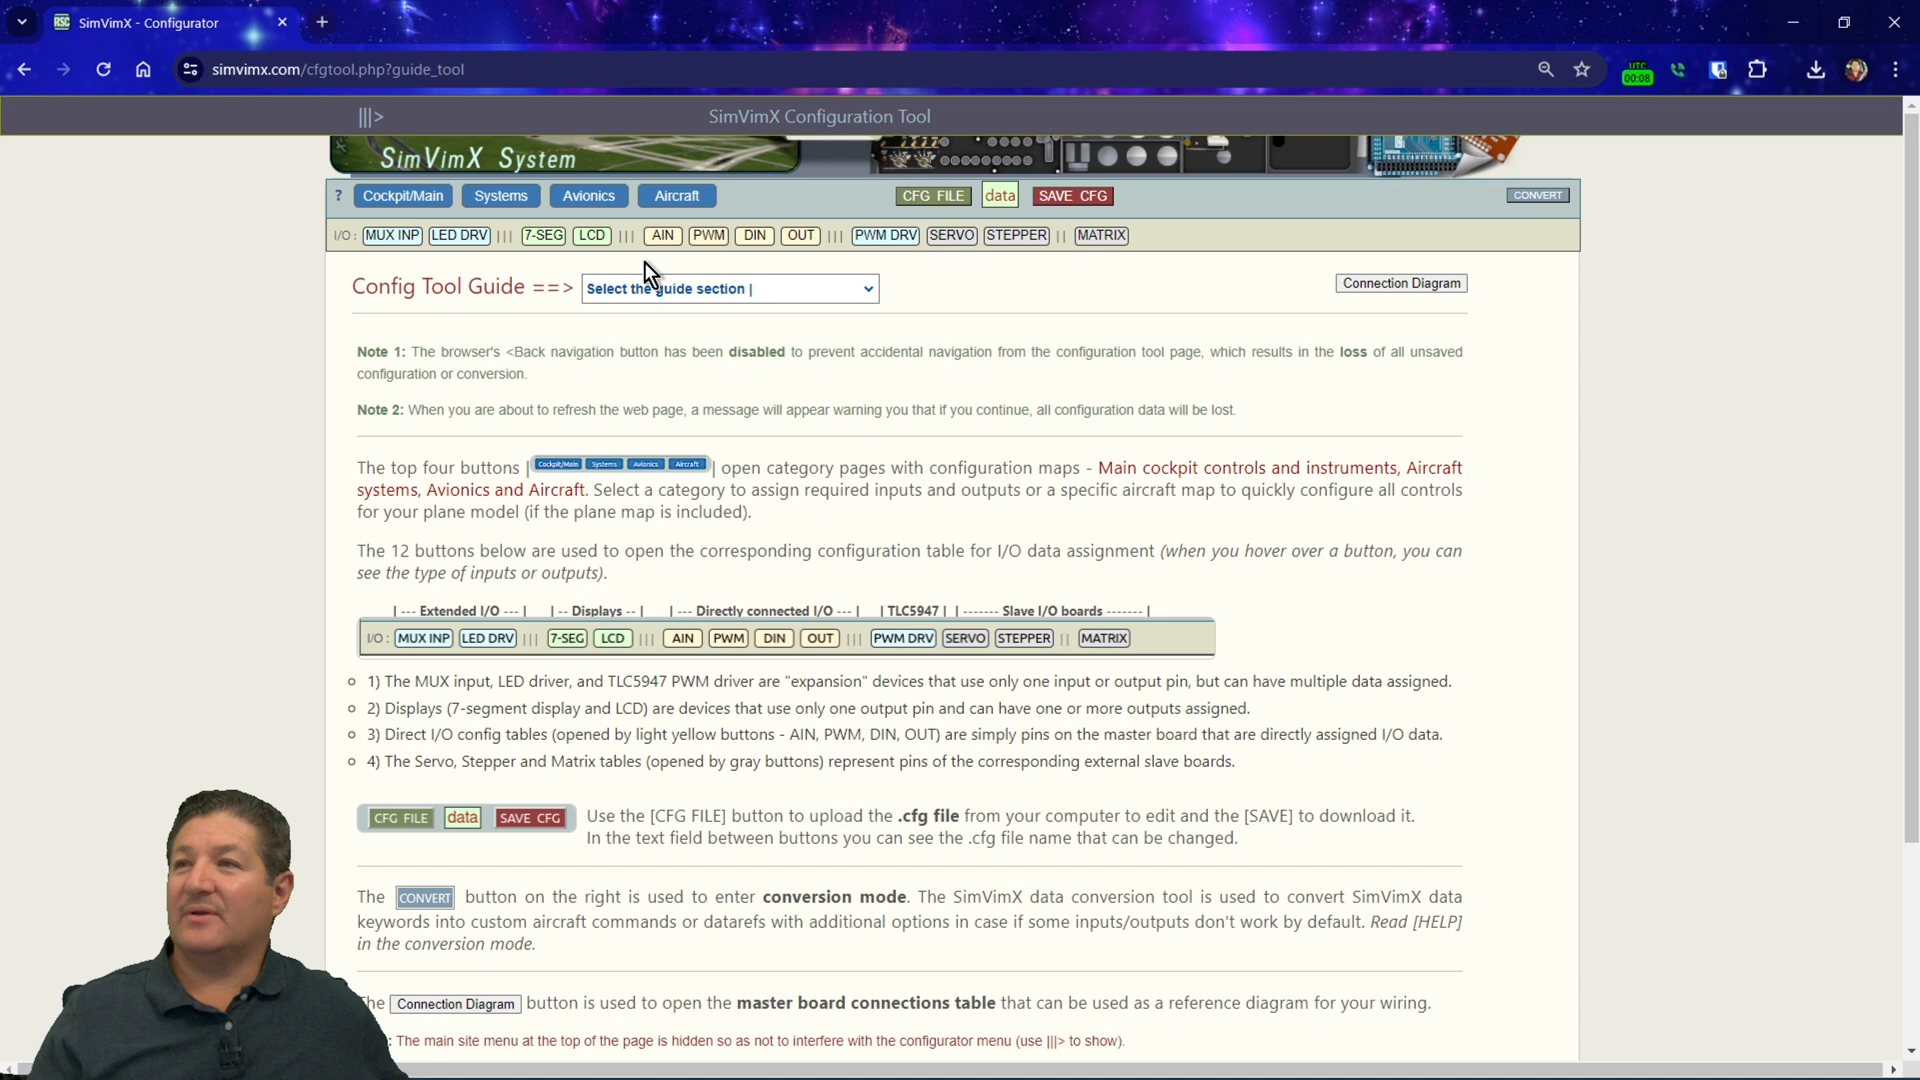 SimVimX - Configurator
simvimx.com/cfgtool.php?guide_tool
UTC
00:08
|||>
SimVimX Configuration Tool
SimVimX System
? Cockpit/Main Systems Avionics Aircraft CFG FILE data SAVE CFG CONVERT
I/O : MUX INP LED DRV ||| 7-SEG LCD ||| AIN PWM DIN OUT ||| PWM DRV SERVO STEPPER || MATRIX
Config Tool Guide ==> Select the guide section | Connection Diagram
Note 1: The browser's <Back navigation button has been disabled to prevent accidental navigation from the configuration tool page, which results in the loss of all unsaved
configuration or conversion.
Note 2: When you are about to refresh the web page, a message will appear warning you that if you continue, all configuration data will be lost.
The top four buttons | Cockpit/Main Systems Avionics Aircraft | open category pages with configuration maps - Main cockpit controls and instruments, Aircraft
systems, Avionics and Aircraft. Select a category to assign required inputs and outputs or a specific aircraft map to quickly configure all controls
for your plane model (if the plane map is included).
The 12 buttons below are used to open the corresponding configuration table for I/O data assignment (when you hover over a button, you can
see the type of inputs or outputs).
| --- Extended I/O --- | | -- Displays -- | | --- Directly connected I/O --- | | TLC5947 | | ------- Slave I/O boards ------- |
I/O : MUX INP LED DRV ||| 7-SEG LCD ||| AIN PWM DIN OUT ||| PWM DRV SERVO STEPPER || MATRIX
1) The MUX input, LED driver, and TLC5947 PWM driver are "expansion" devices that use only one input or output pin, but can have multiple data assigned.
2) Displays (7-segment display and LCD) are devices that use only one output pin and can have one or more outputs assigned.
3) Direct I/O config tables (opened by light yellow buttons - AIN, PWM, DIN, OUT) are simply pins on the master board that are directly assigned I/O data.
4) The Servo, Stepper and Matrix tables (opened by gray buttons) represent pins of the corresponding external slave boards.
CFG FILE data SAVE CFG Use the [CFG FILE] button to upload the .cfg file from your computer to edit and the [SAVE] to download it.
In the text field between buttons you can see the .cfg file name that can be changed.
The CONVERT button on the right is used to enter conversion mode. The SimVimX data conversion tool is used to convert SimVimX data
keywords into custom aircraft commands or datarefs with additional options in case if some inputs/outputs don't work by default. Read [HELP]
in the conversion mode.
The Connection Diagram button is used to open the master board connections table that can be used as a reference diagram for your wiring.
: The main site menu at the top of the page is hidden so as not to interfere with the configurator menu (use |||> to show).